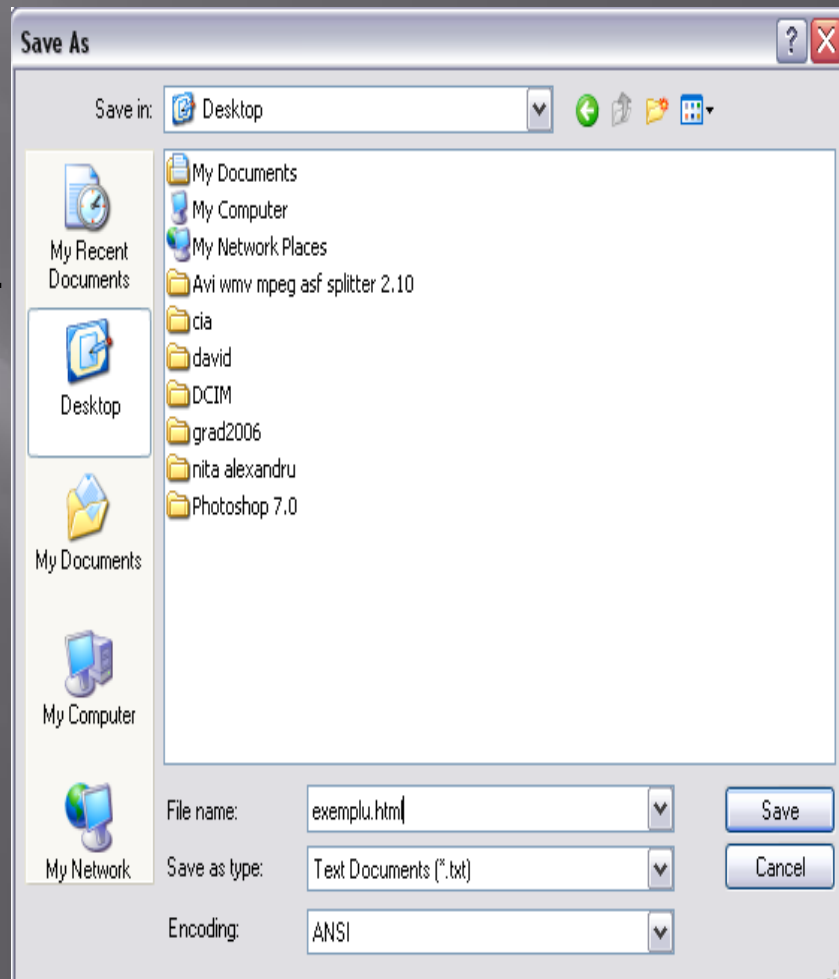 Save As
Save in:
Desktop
My Recent
Documents
Desktop
My Documents
My Computer
My Network
My Documents
My Computer
My Network Places
Avi wmv mpeg asf splitter 2.10
cia
david
DCIM
grad2006
nita alexandru
Photoshop 7.0
File name:
exemplu.html
Save
Save as type:
Text Documents (*.txt)
Cancel
Encoding:
ANSI